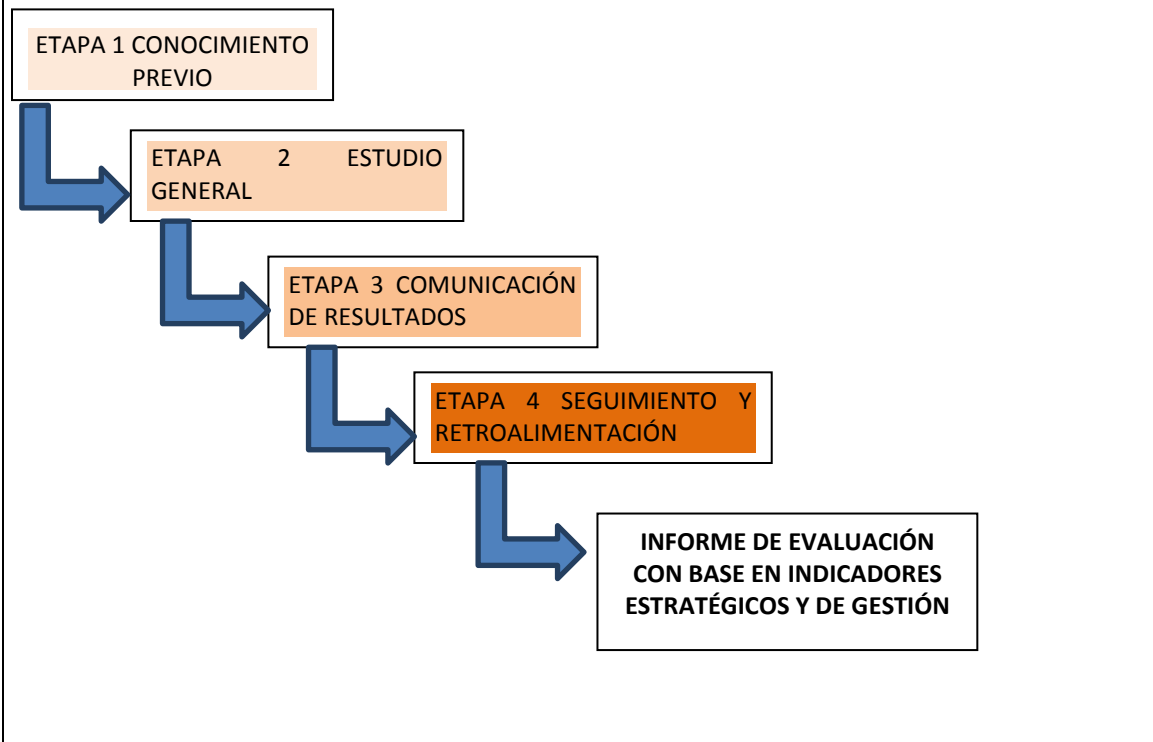 ETAPA 1 CONOCIMIENTO
PREVIO
ETAPA 2 ESTUDIO
GENERAL
ETAPA 3 COMUNICACIÓN
DE RESULTADOS
ETAPA 4 SEGUIMIENTO Y
RETROALIMENTACIÓN
INFORME DE EVALUACIÓN
CON BASE EN INDICADORES
ESTRATÉGICOS Y DE GESTIÓN